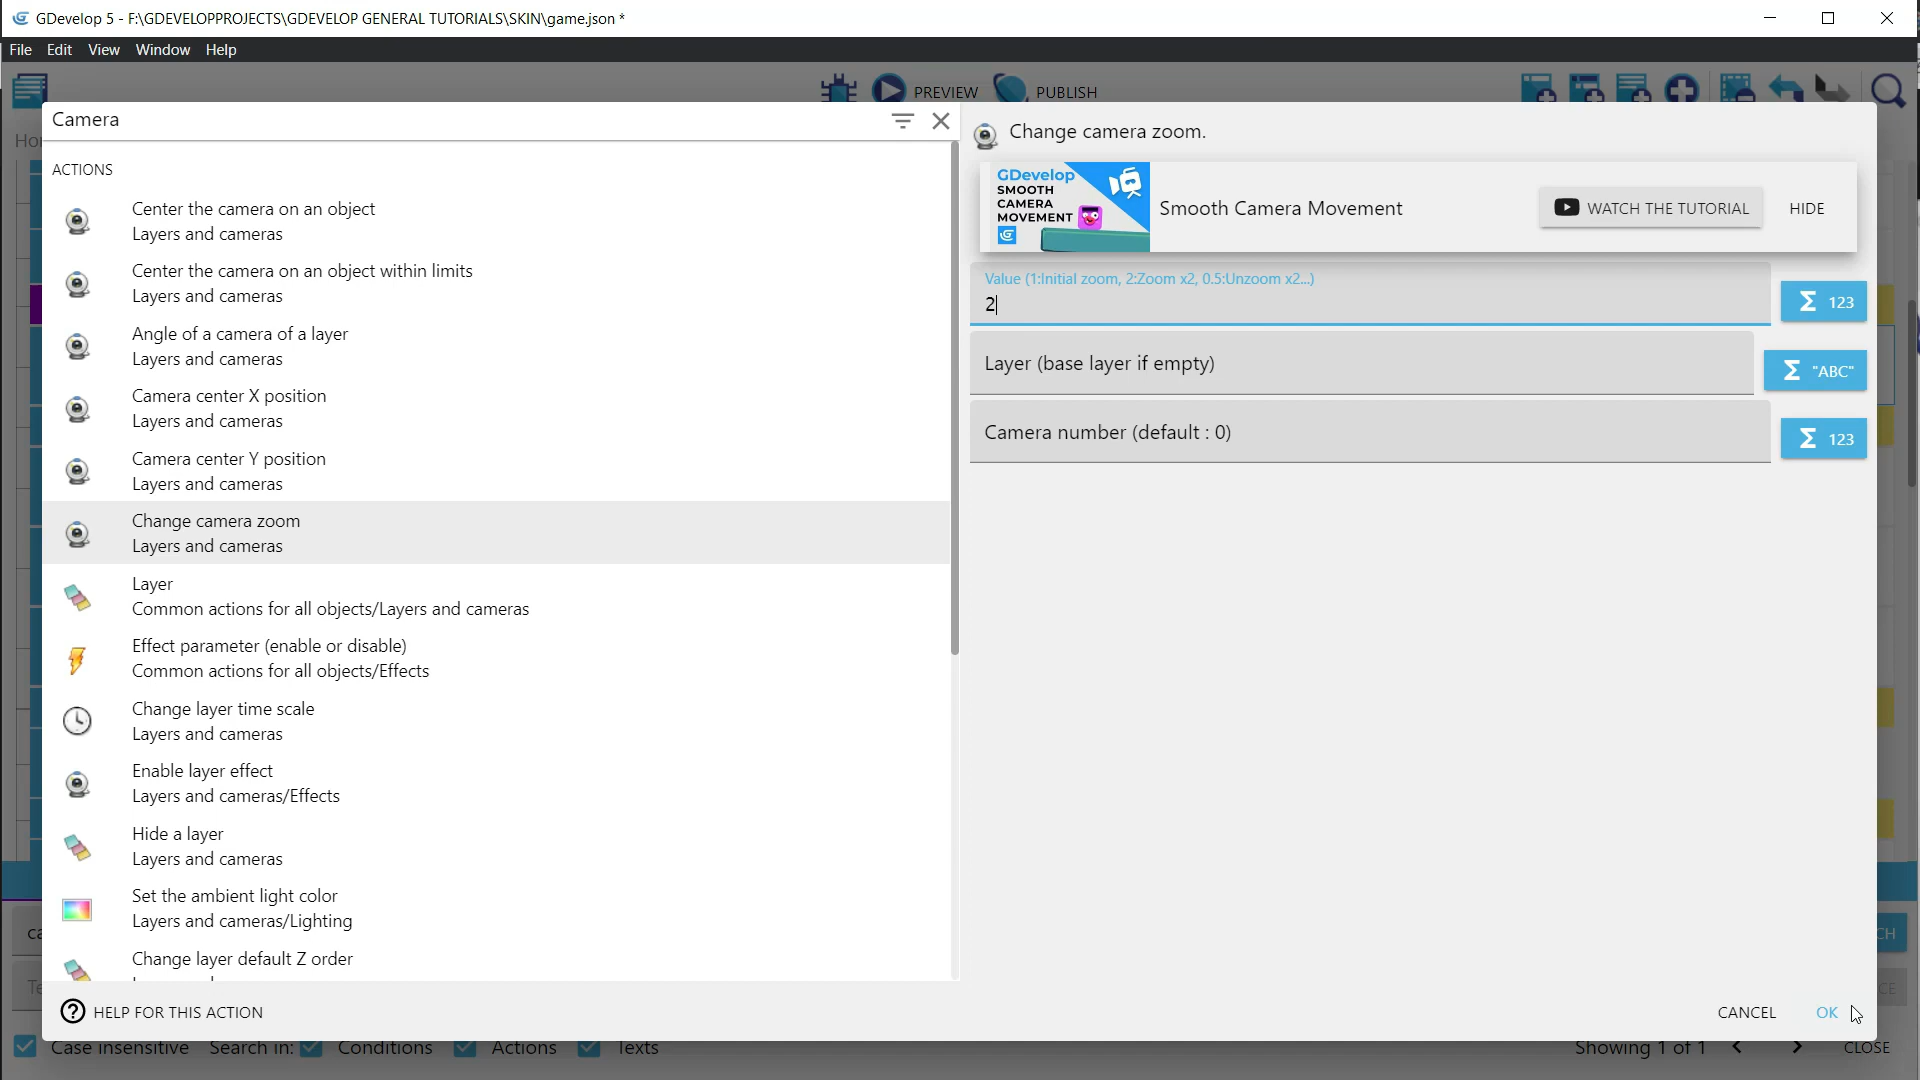 GDevelop 5 - F:\GDEVELOPPROJECTS\GDEVELOP GENERAL TUTORIALS\SKIN\game.json *
File Edit View Window Help
PREVIEW PUBLISH
Camera
ACTIONS
Center the camera on an object
Layers and cameras
Center the camera on an object within limits
Layers and cameras
Angle of a camera of a layer
Layers and cameras
Camera center X position
Layers and cameras
Camera center Y position
Layers and cameras
Change camera zoom
Layers and cameras
Layer
Common actions for all objects/Layers and cameras
Effect parameter (enable or disable)
Common actions for all objects/Effects
Change layer time scale
Layers and cameras
Enable layer effect
Layers and cameras/Effects
Hide a layer
Layers and cameras
Set the ambient light color
Layers and cameras/Lighting
Change layer default Z order
Change camera zoom.
GDevelop
SMOOTH
CAMERA
MOVEMENT
Smooth Camera Movement
WATCH THE TUTORIAL
HIDE
Value (1:Initial zoom, 2:Zoom x2, 0.5:Unzoom x2...)
2
Σ 123
Layer (base layer if empty)
Σ "ABC"
Camera number (default : 0)
Σ 123
HELP FOR THIS ACTION
CANCEL OK
Case insensitive Search in: Conditions Actions Texts
Showing 1 of 1 < > CLOSE